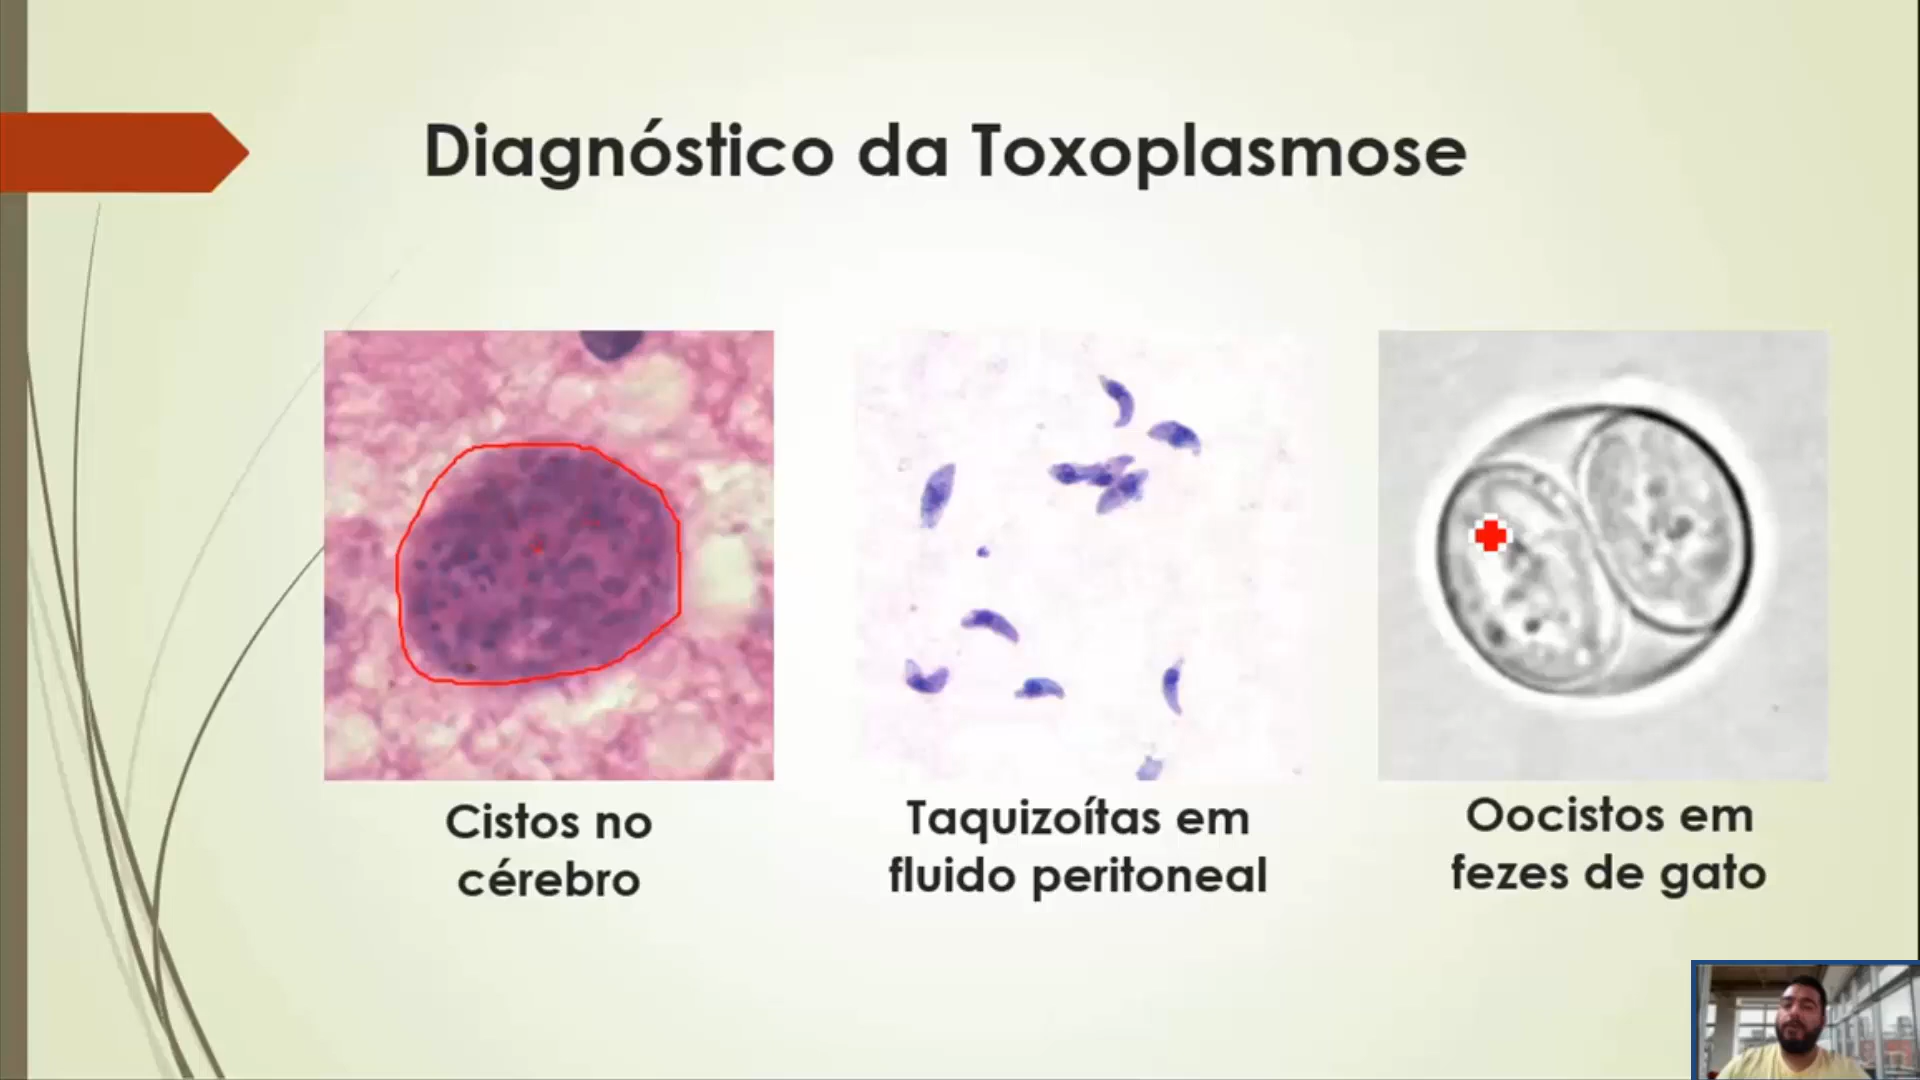 Diagnóstico da Toxoplasmose
Cistos no
cérebro
Taquizoítas em
fluido peritoneal
Oocistos em
fezes de gato